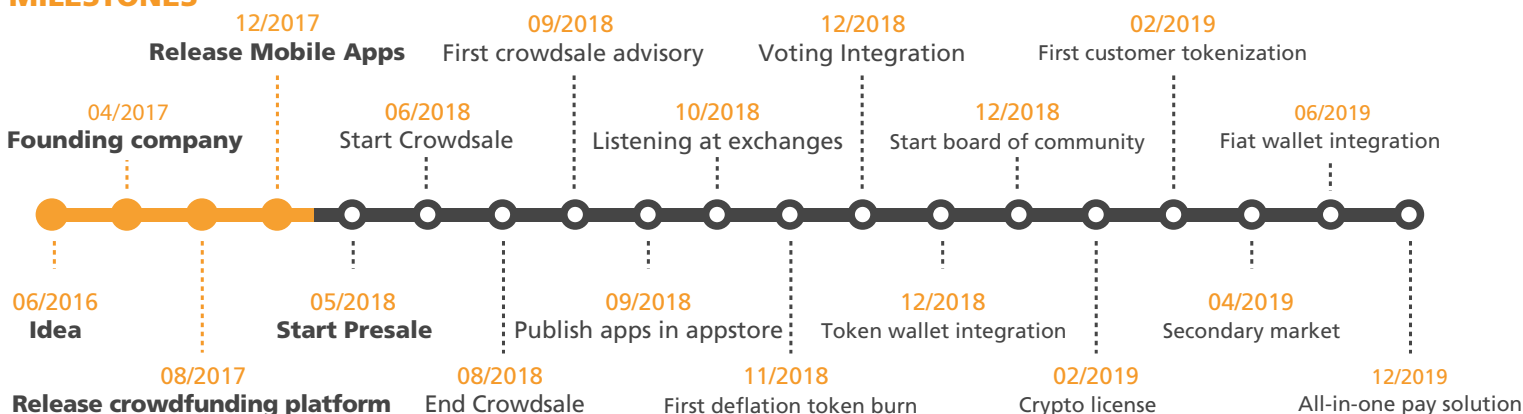 MILESTONES
12/2017
Release Mobile Apps
09/2018
First crowdsale advisory
12/2018
Voting Integration
02/2019
First customer tokenization
04/2017
Founding company
06/2018
Start Crowdsale
10/2018
Listening at exchanges
12/2018
Start board of community
06/2019
Fiat wallet integration
06/2016
Idea
05/2018
Start Presale
09/2018
Publish apps in appstore
12/2018
Token wallet integration
04/2019
Secondary market
08/2017
Release crowdfunding platform
08/2018
End Crowdsale
11/2018
First deflation token burn
02/2019
Crypto license
12/2019
All-in-one pay solution